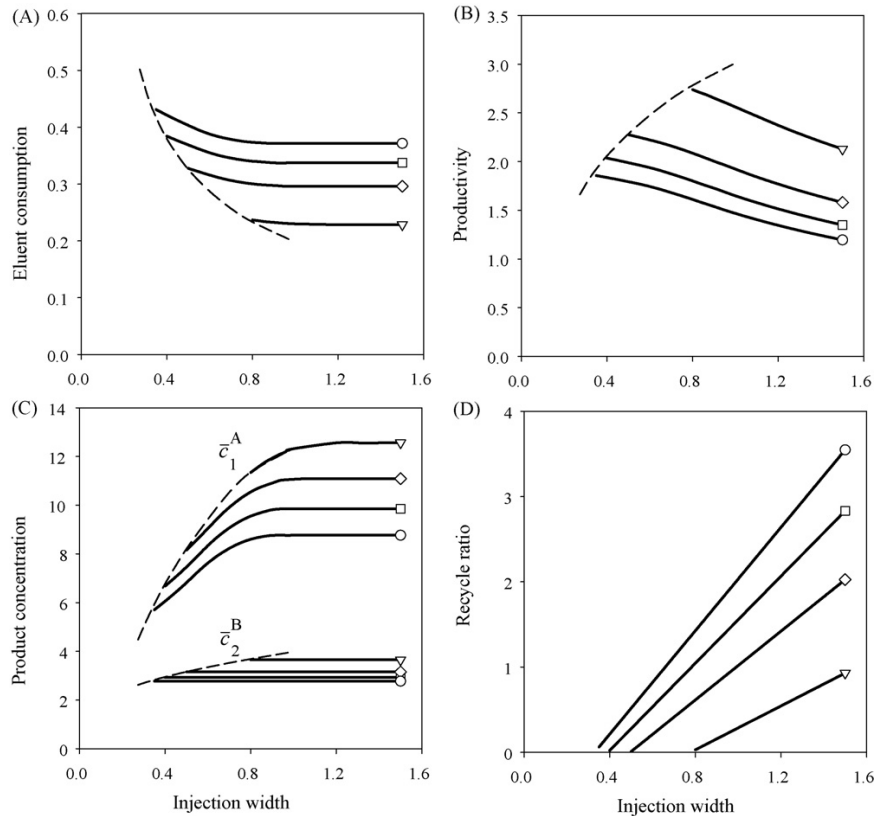 (A)
Eluent consumption
0.6
0.5
0.4
0.3
0.2
0.1
0.0
0.0 0.4 0.8 1.2 1.6
(B)
Productivity
3.5
3.0
2.5
2.0
1.5
1.0
0.5
0.0
0.0 0.4 0.8 1.2 1.6
(C)
Product concentration
14
12
10
8
6
4
2
0
c̄₁ᴬ
c̄₂ᴮ
0.0 0.4 0.8 1.2 1.6
Injection width
(D)
Recycle ratio
4
3
2
1
0
0.0 0.4 0.8 1.2 1.6
Injection width